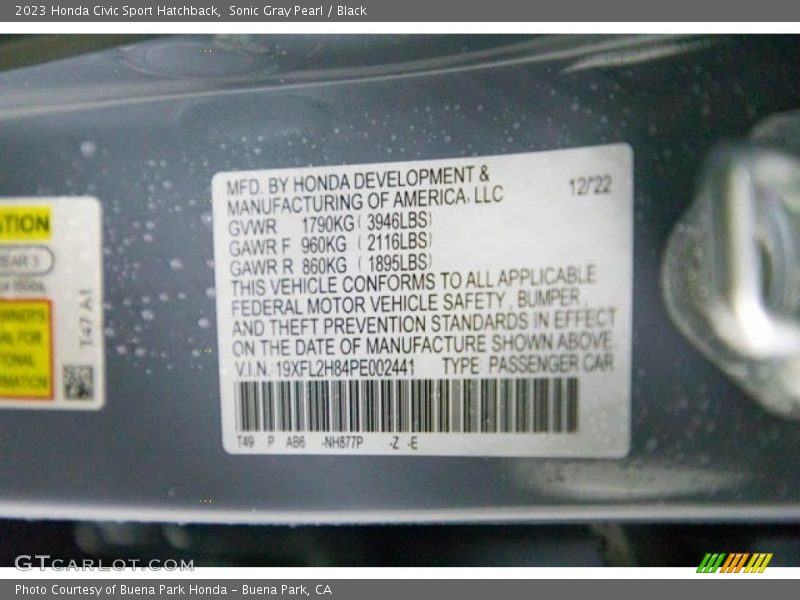 2023 Honda Civic Sport Hatchback, Sonic Gray Pearl / Black
MFD. BY HONDA DEVELOPMENT &
MANUFACTURING OF AMERICA, LLC
12/22
GVWR 1790KG ( 3946LBS)
GAWR F 960KG ( 2116LBS)
GAWR R 860KG ( 1895LBS)
THIS VEHICLE CONFORMS TO ALL APPLICABLE
FEDERAL MOTOR VEHICLE SAFETY , BUMPER ,
AND THEFT PREVENTION STANDARDS IN EFFECT
ON THE DATE OF MANUFACTURE SHOWN ABOVE.
V.I.N.:19XFL2H84PE002441 TYPE: PASSENGER CAR
T49 P AB6 -NH877P -Z -E
T47 A1
GTCARLOT.COM
Photo Courtesy of Buena Park Honda - Buena Park, CA